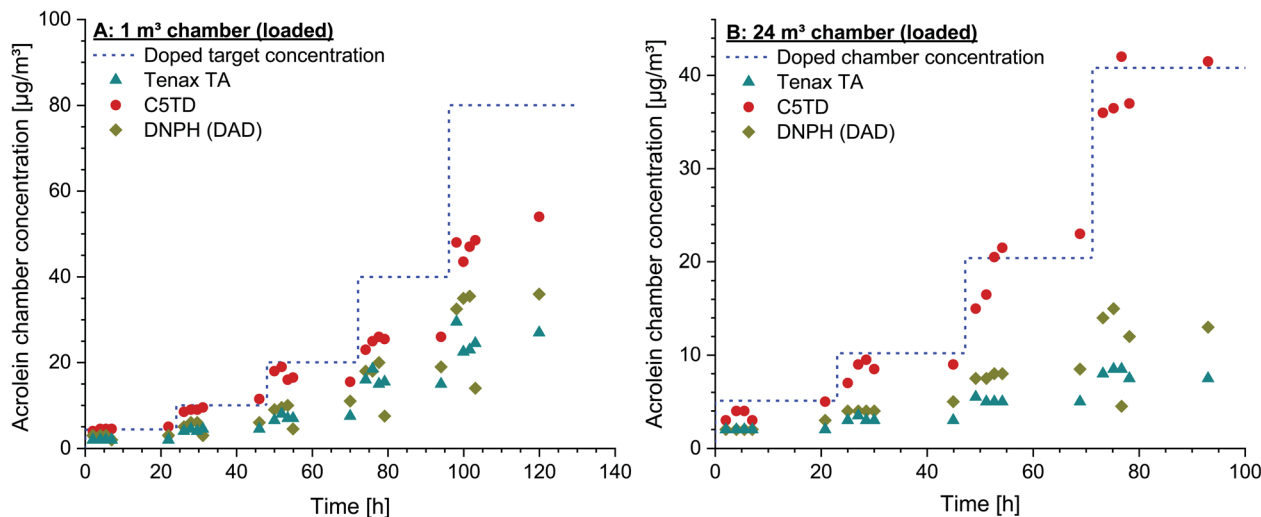 A: 1 m³ chamber (loaded)
Doped target concentration
Tenax TA
C5TD
DNPH (DAD)
Acrolein chamber concentration [µg/m³]
100
80
60
40
20
0
0 20 40 60 80 100 120 140
Time [h]
B: 24 m³ chamber (loaded)
Doped chamber concentration
Tenax TA
C5TD
DNPH (DAD)
Acrolein chamber concentration [µg/m³]
40
30
20
10
0
0 20 40 60 80 100
Time [h]